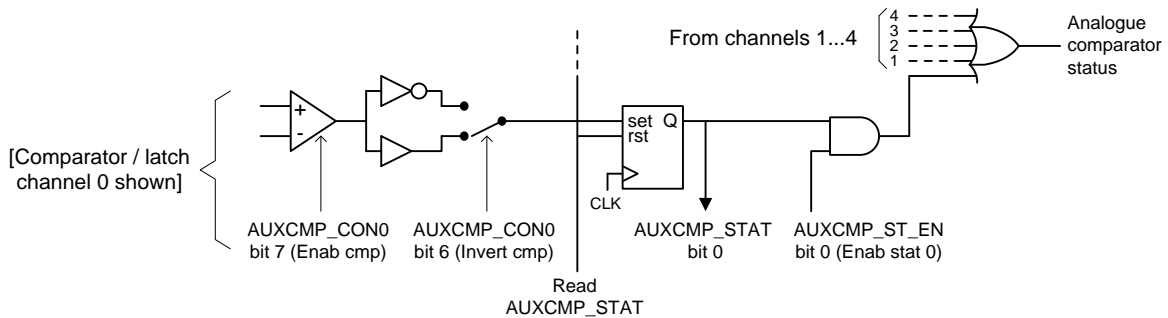 From channels 1...4
4
3
2
1
Analogue
comparator
status
[Comparator / latch
channel 0 shown]
+
-
set Q
rst
CLK
AUXCMP_CON0
bit 7 (Enab cmp)
AUXCMP_CON0
bit 6 (Invert cmp)
AUXCMP_STAT
bit 0
AUXCMP_ST_EN
bit 0 (Enab stat 0)
Read
AUXCMP_STAT